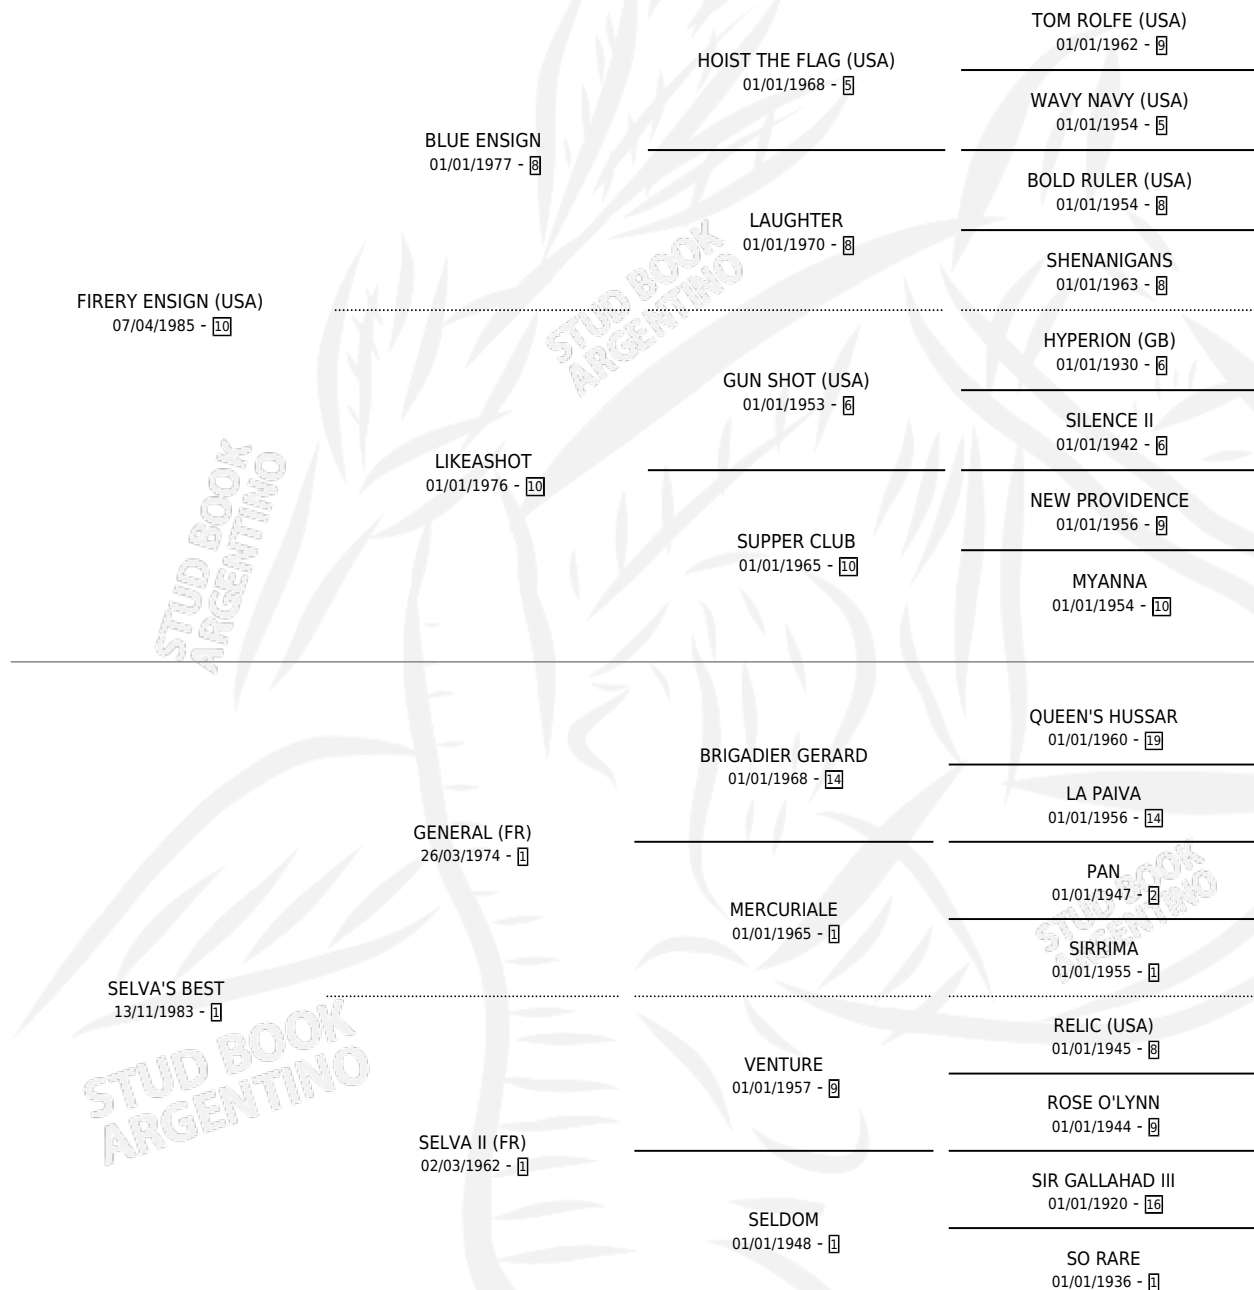 TOM ROLFE (USA)
01/01/1962 - 9
HOIST THE FLAG (USA)
01/01/1968 - 5
WAVY NAVY (USA)
01/01/1954 - 5
BLUE ENSIGN
01/01/1977 - 8
BOLD RULER (USA)
01/01/1954 - 8
LAUGHTER
01/01/1970 - 8
SHENANIGANS
01/01/1963 - 8
FIRERY ENSIGN (USA)
07/04/1985 - 10
HYPERION (GB)
01/01/1930 - 6
GUN SHOT (USA)
01/01/1953 - 6
SILENCE II
01/01/1942 - 6
LIKEASHOT
01/01/1976 - 10
NEW PROVIDENCE
01/01/1956 - 9
SUPPER CLUB
01/01/1965 - 10
MYANNA
01/01/1954 - 10
QUEEN'S HUSSAR
01/01/1960 - 19
BRIGADIER GERARD
01/01/1968 - 14
LA PAIVA
01/01/1956 - 14
GENERAL (FR)
26/03/1974 - 1
PAN
01/01/1947 - 2
MERCURIALE
01/01/1965 - 1
SIRRIMA
01/01/1955 - 1
SELVA'S BEST
13/11/1983 - 1
RELIC (USA)
01/01/1945 - 8
VENTURE
01/01/1957 - 9
ROSE O'LYNN
01/01/1944 - 9
SELVA II (FR)
02/03/1962 - 1
SIR GALLAHAD III
01/01/1920 - 16
SELDOM
01/01/1948 - 1
SO RARE
01/01/1936 - 1
STUD BOOK
ARGENTINO
STUD BOOK
ARGENTINO
STUD BOOK
ARGENTINO
STUD BOOK
ARGENTINO